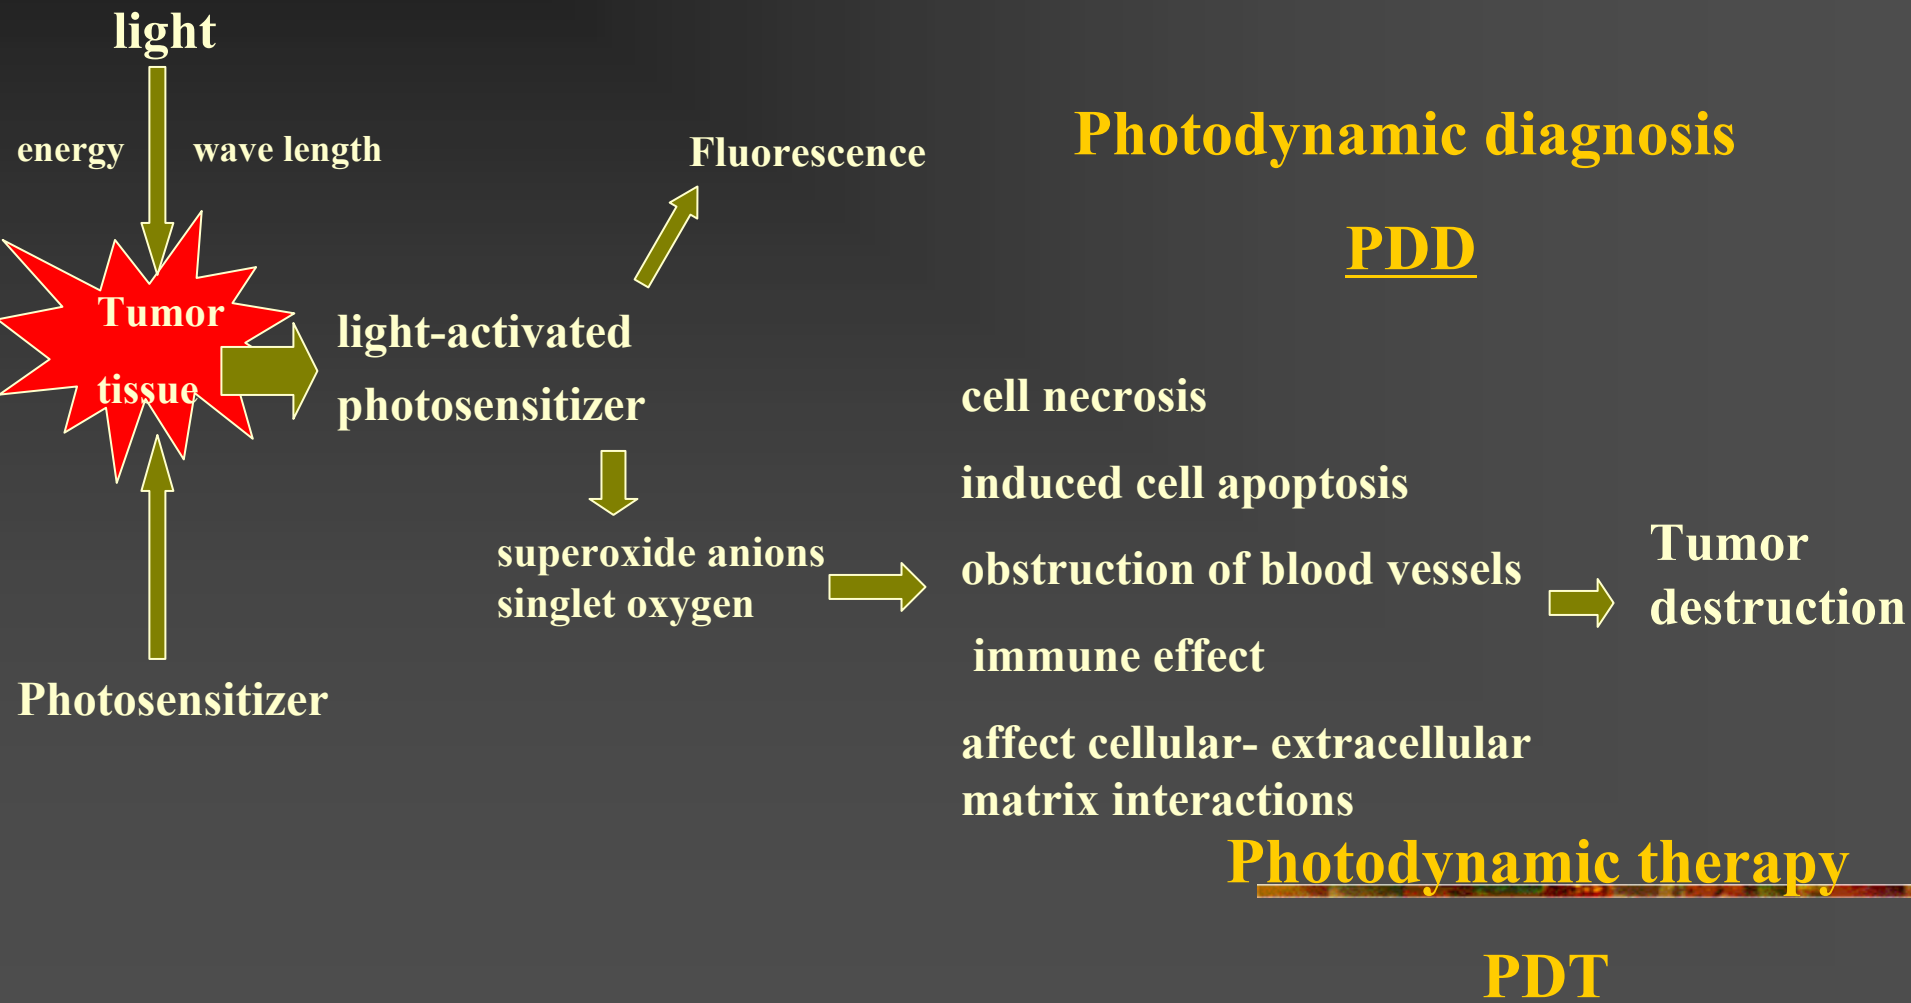 light
energy wave length
Fluorescence
Photodynamic diagnosis
PDD
Tumor
tissue
light-activated
photosensitizer
superoxide anions
singlet oxygen
cell necrosis
induced cell apoptosis
obstruction of blood vessels
immune effect
affect cellular- extracellular
matrix interactions
Tumor
destruction
Photosensitizer
Photodynamic therapy
PDT